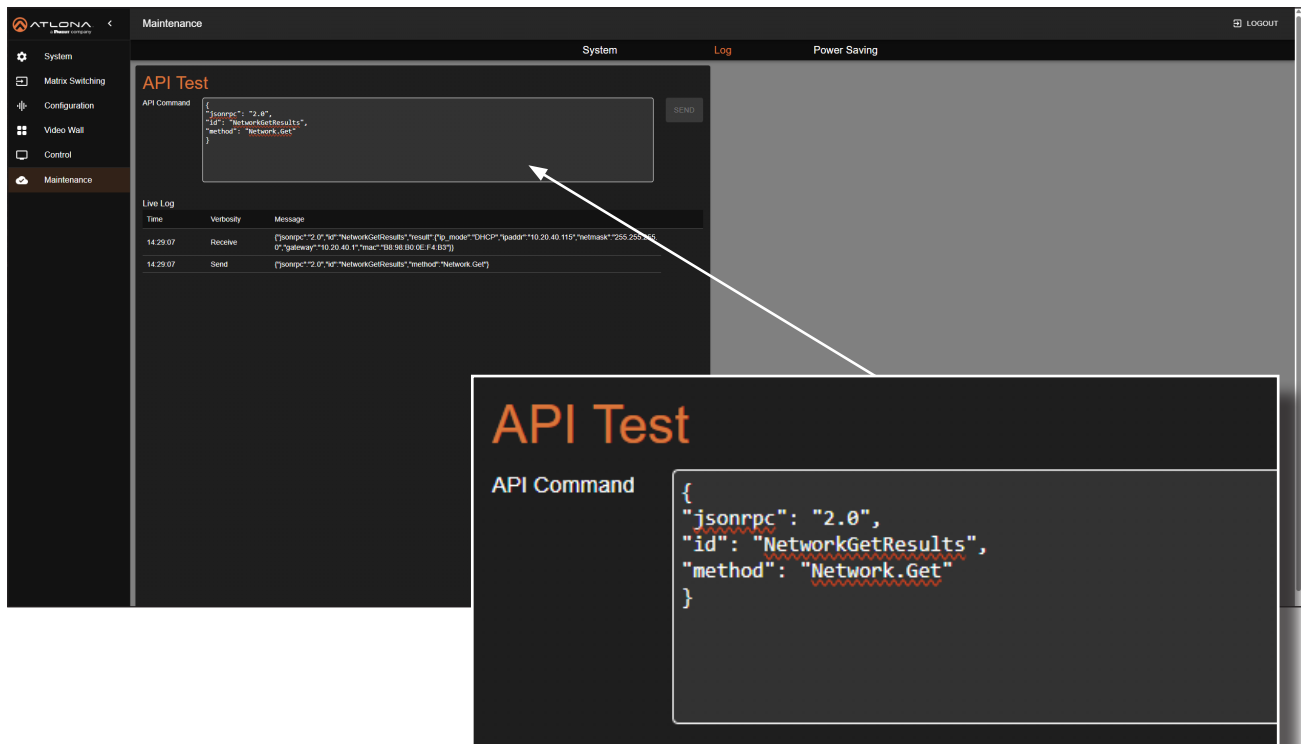 ATLONA
a Panduit company
Maintenance
LOGOUT
System
Log
Power Saving
System
Matrix Switching
Configuration
Video Wall
Control
Maintenance
API Test
API Command
{
"jsonrpc": "2.0",
"id": "NetworkGetResults",
"method": "Network.Get"
}
SEND
Live Log
Time Verbosity Message
14:29:07 Receive {"jsonrpc":"2.0","id":"NetworkGetResults","result":{"ip_mode":"DHCP","ipaddr":"10.20.40.115","netmask":"255.255.255.
0","gateway":"10.20.40.1","mac":"B8:98:B0:0E:F4:B3"}}
14:29:07 Send {"jsonrpc":"2.0","id":"NetworkGetResults","method":"Network.Get"}
API Test
API Command
{
"jsonrpc": "2.0",
"id": "NetworkGetResults",
"method": "Network.Get"
}